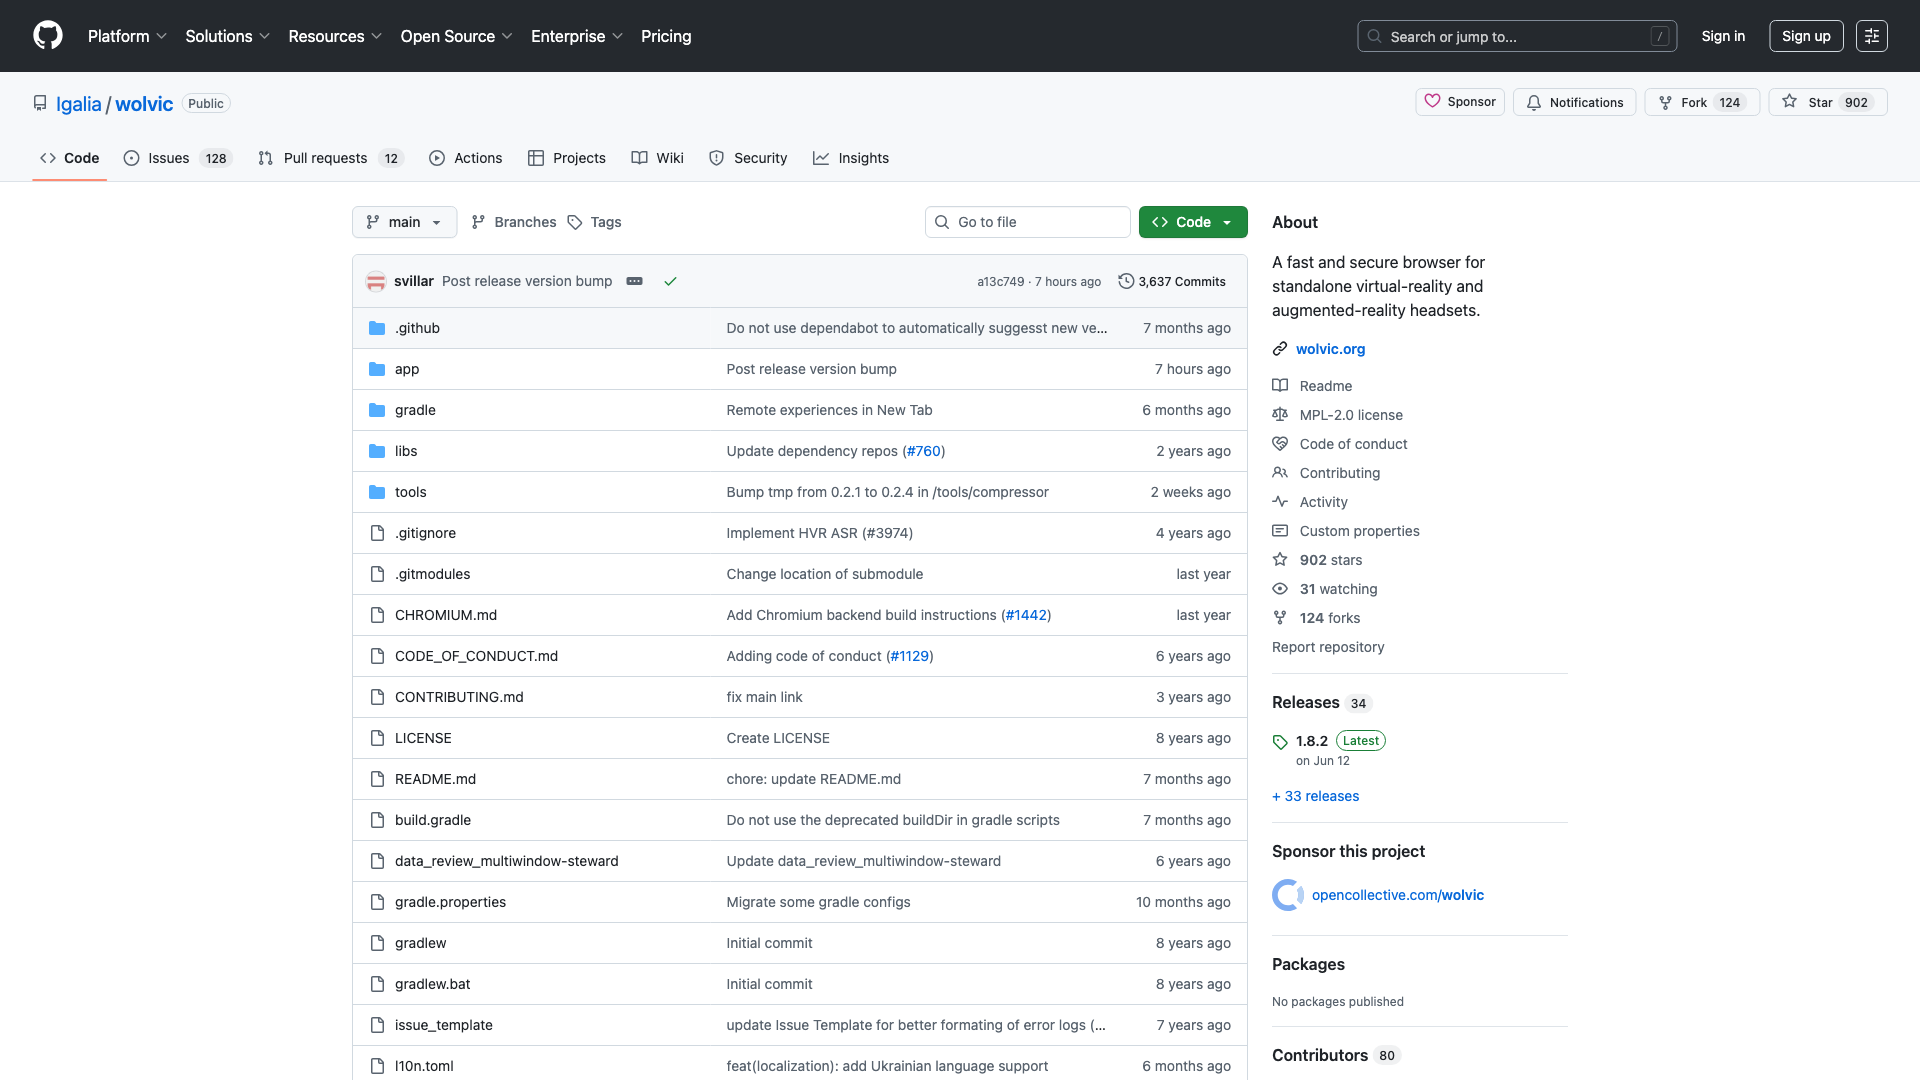 Platform Solutions Resources Open Source Enterprise Pricing Search or jump to... / Sign in Sign up
Igalia / wolvic Public Sponsor Notifications Fork 124 Star 902
Code Issues 128 Pull requests 12 Actions Projects Wiki Security Insights
main Branches Tags Go to file Code
svillar Post release version bump a13c749 · 7 hours ago 3,637 Commits
.github Do not use dependabot to automatically suggesst new ve... 7 months ago
app Post release version bump 7 hours ago
gradle Remote experiences in New Tab 6 months ago
libs Update dependency repos (#760) 2 years ago
tools Bump tmp from 0.2.1 to 0.2.4 in /tools/compressor 2 weeks ago
.gitignore Implement HVR ASR (#3974) 4 years ago
.gitmodules Change location of submodule last year
CHROMIUM.md Add Chromium backend build instructions (#1442) last year
CODE_OF_CONDUCT.md Adding code of conduct (#1129) 6 years ago
CONTRIBUTING.md fix main link 3 years ago
LICENSE Create LICENSE 8 years ago
README.md chore: update README.md 7 months ago
build.gradle Do not use the deprecated buildDir in gradle scripts 7 months ago
data_review_multiwindow-steward Update data_review_multiwindow-steward 6 years ago
gradle.properties Migrate some gradle configs 10 months ago
gradlew Initial commit 8 years ago
gradlew.bat Initial commit 8 years ago
issue_template update Issue Template for better formating of error logs (... 7 years ago
l10n.toml feat(localization): add Ukrainian language support 6 months ago
About
A fast and secure browser for
standalone virtual-reality and
augmented-reality headsets.
wolvic.org
Readme
MPL-2.0 license
Code of conduct
Contributing
Activity
Custom properties
902 stars
31 watching
124 forks
Report repository
Releases 34
1.8.2 Latest
on Jun 12
+ 33 releases
Sponsor this project
opencollective.com/wolvic
Packages
No packages published
Contributors 80